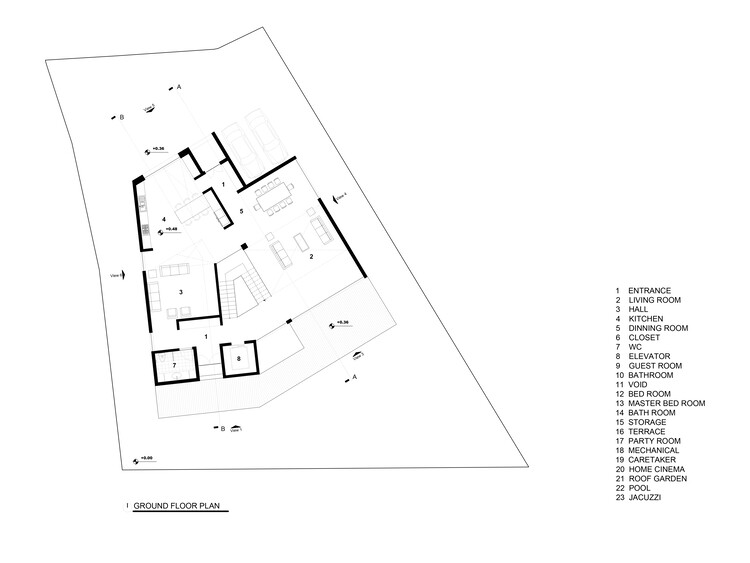 A
B
View 2
+0.36
1
4
5
+0.48
View 4
2
View 3
3
1
+0.36
7
8
View 2
A
B
View 1
+0.00
I GROUND FLOOR PLAN
1 ENTRANCE
2 LIVING ROOM
3 HALL
4 KITCHEN
5 DINNING ROOM
6 CLOSET
7 WC
8 ELEVATOR
9 GUEST ROOM
10 BATHROOM
11 VOID
12 BED ROOM
13 MASTER BED ROOM
14 BATH ROOM
15 STORAGE
16 TERRACE
17 PARTY ROOM
18 MECHANICAL
19 CARETAKER
20 HOME CINEMA
21 ROOF GARDEN
22 POOL
23 JACUZZI